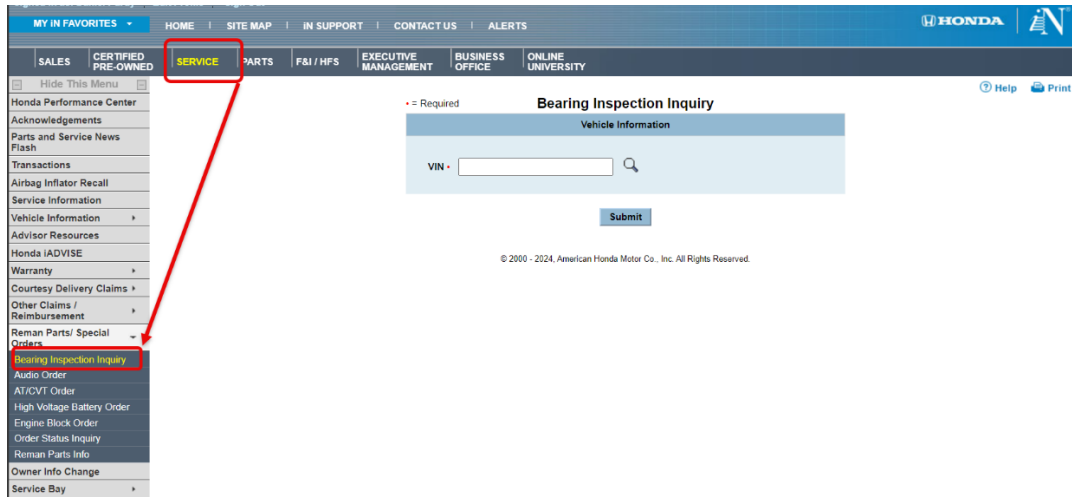 MY IN FAVORITES
HOME | SITE MAP | iN SUPPORT | CONTACT US | ALERTS
HONDA
iN
SALES
CERTIFIED
PRE-OWNED
SERVICE
PARTS
F&I / HFS
EXECUTIVE
MANAGEMENT
BUSINESS
OFFICE
ONLINE
UNIVERSITY
Hide This Menu
Help
Print
Honda Performance Center
Acknowledgements
Parts and Service News
Flash
Transactions
Airbag Inflator Recall
Service Information
Vehicle Information
Advisor Resources
Honda iADVISE
Warranty
Courtesy Delivery Claims
Other Claims /
Reimbursement
Reman Parts/ Special
Orders
Bearing Inspection Inquiry
Audio Order
AT/CVT Order
High Voltage Battery Order
Engine Block Order
Order Status Inquiry
Reman Parts Info
Owner Info Change
Service Bay
• = Required
Bearing Inspection Inquiry
Vehicle Information
VIN •
Submit
© 2000 - 2024, American Honda Motor Co., Inc. All Rights Reserved.